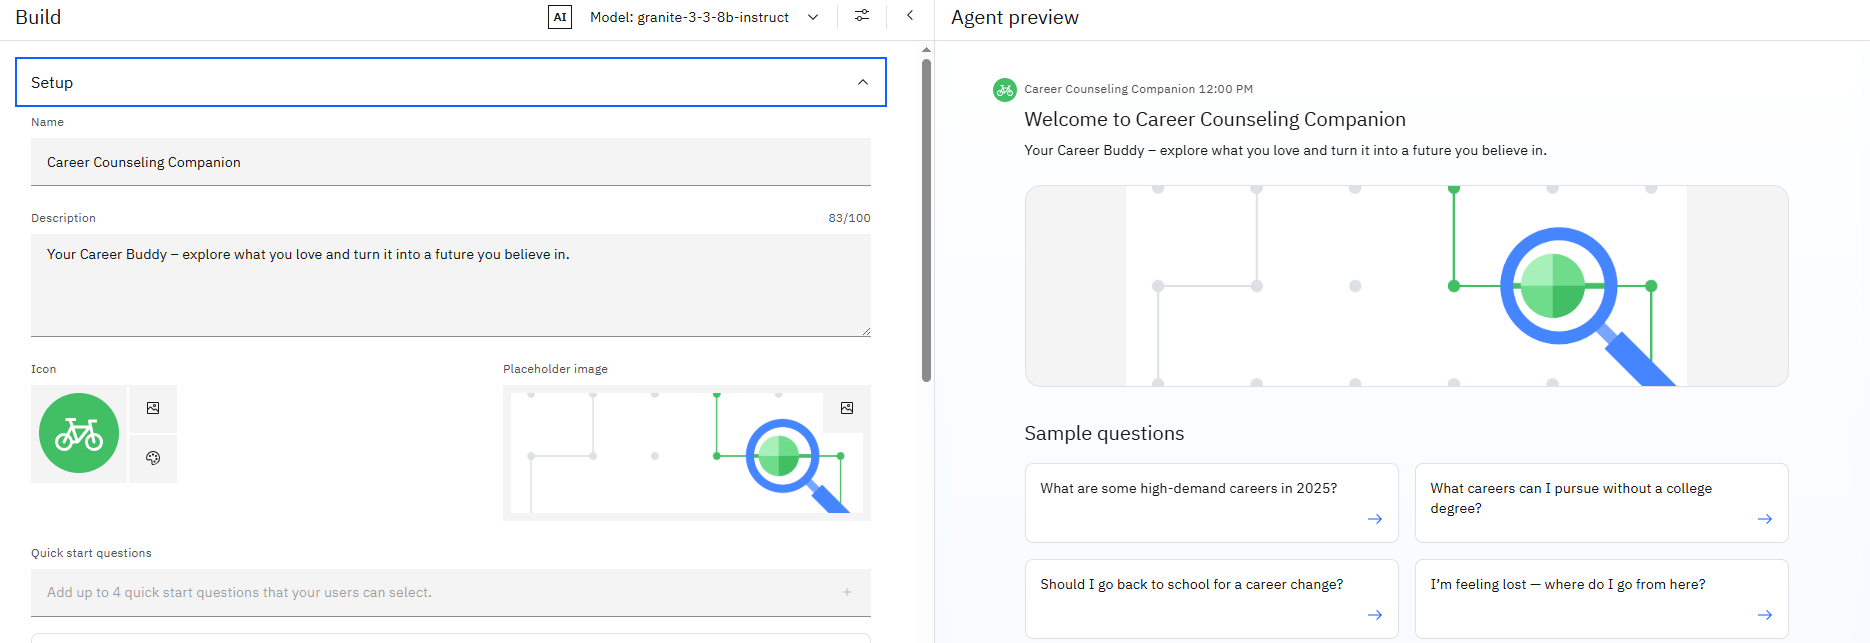 Build
AI
Model: granite-3-3-8b-instruct
Setup
Name
Career Counseling Companion
Description
83/100
Your Career Buddy – explore what you love and turn it into a future you believe in.
Icon
Placeholder image
Quick start questions
Add up to 4 quick start questions that your users can select.
Agent preview
Career Counseling Companion 12:00 PM
Welcome to Career Counseling Companion
Your Career Buddy – explore what you love and turn it into a future you believe in.
Sample questions
What are some high-demand careers in 2025?
What careers can I pursue without a college
degree?
Should I go back to school for a career change?
I’m feeling lost — where do I go from here?